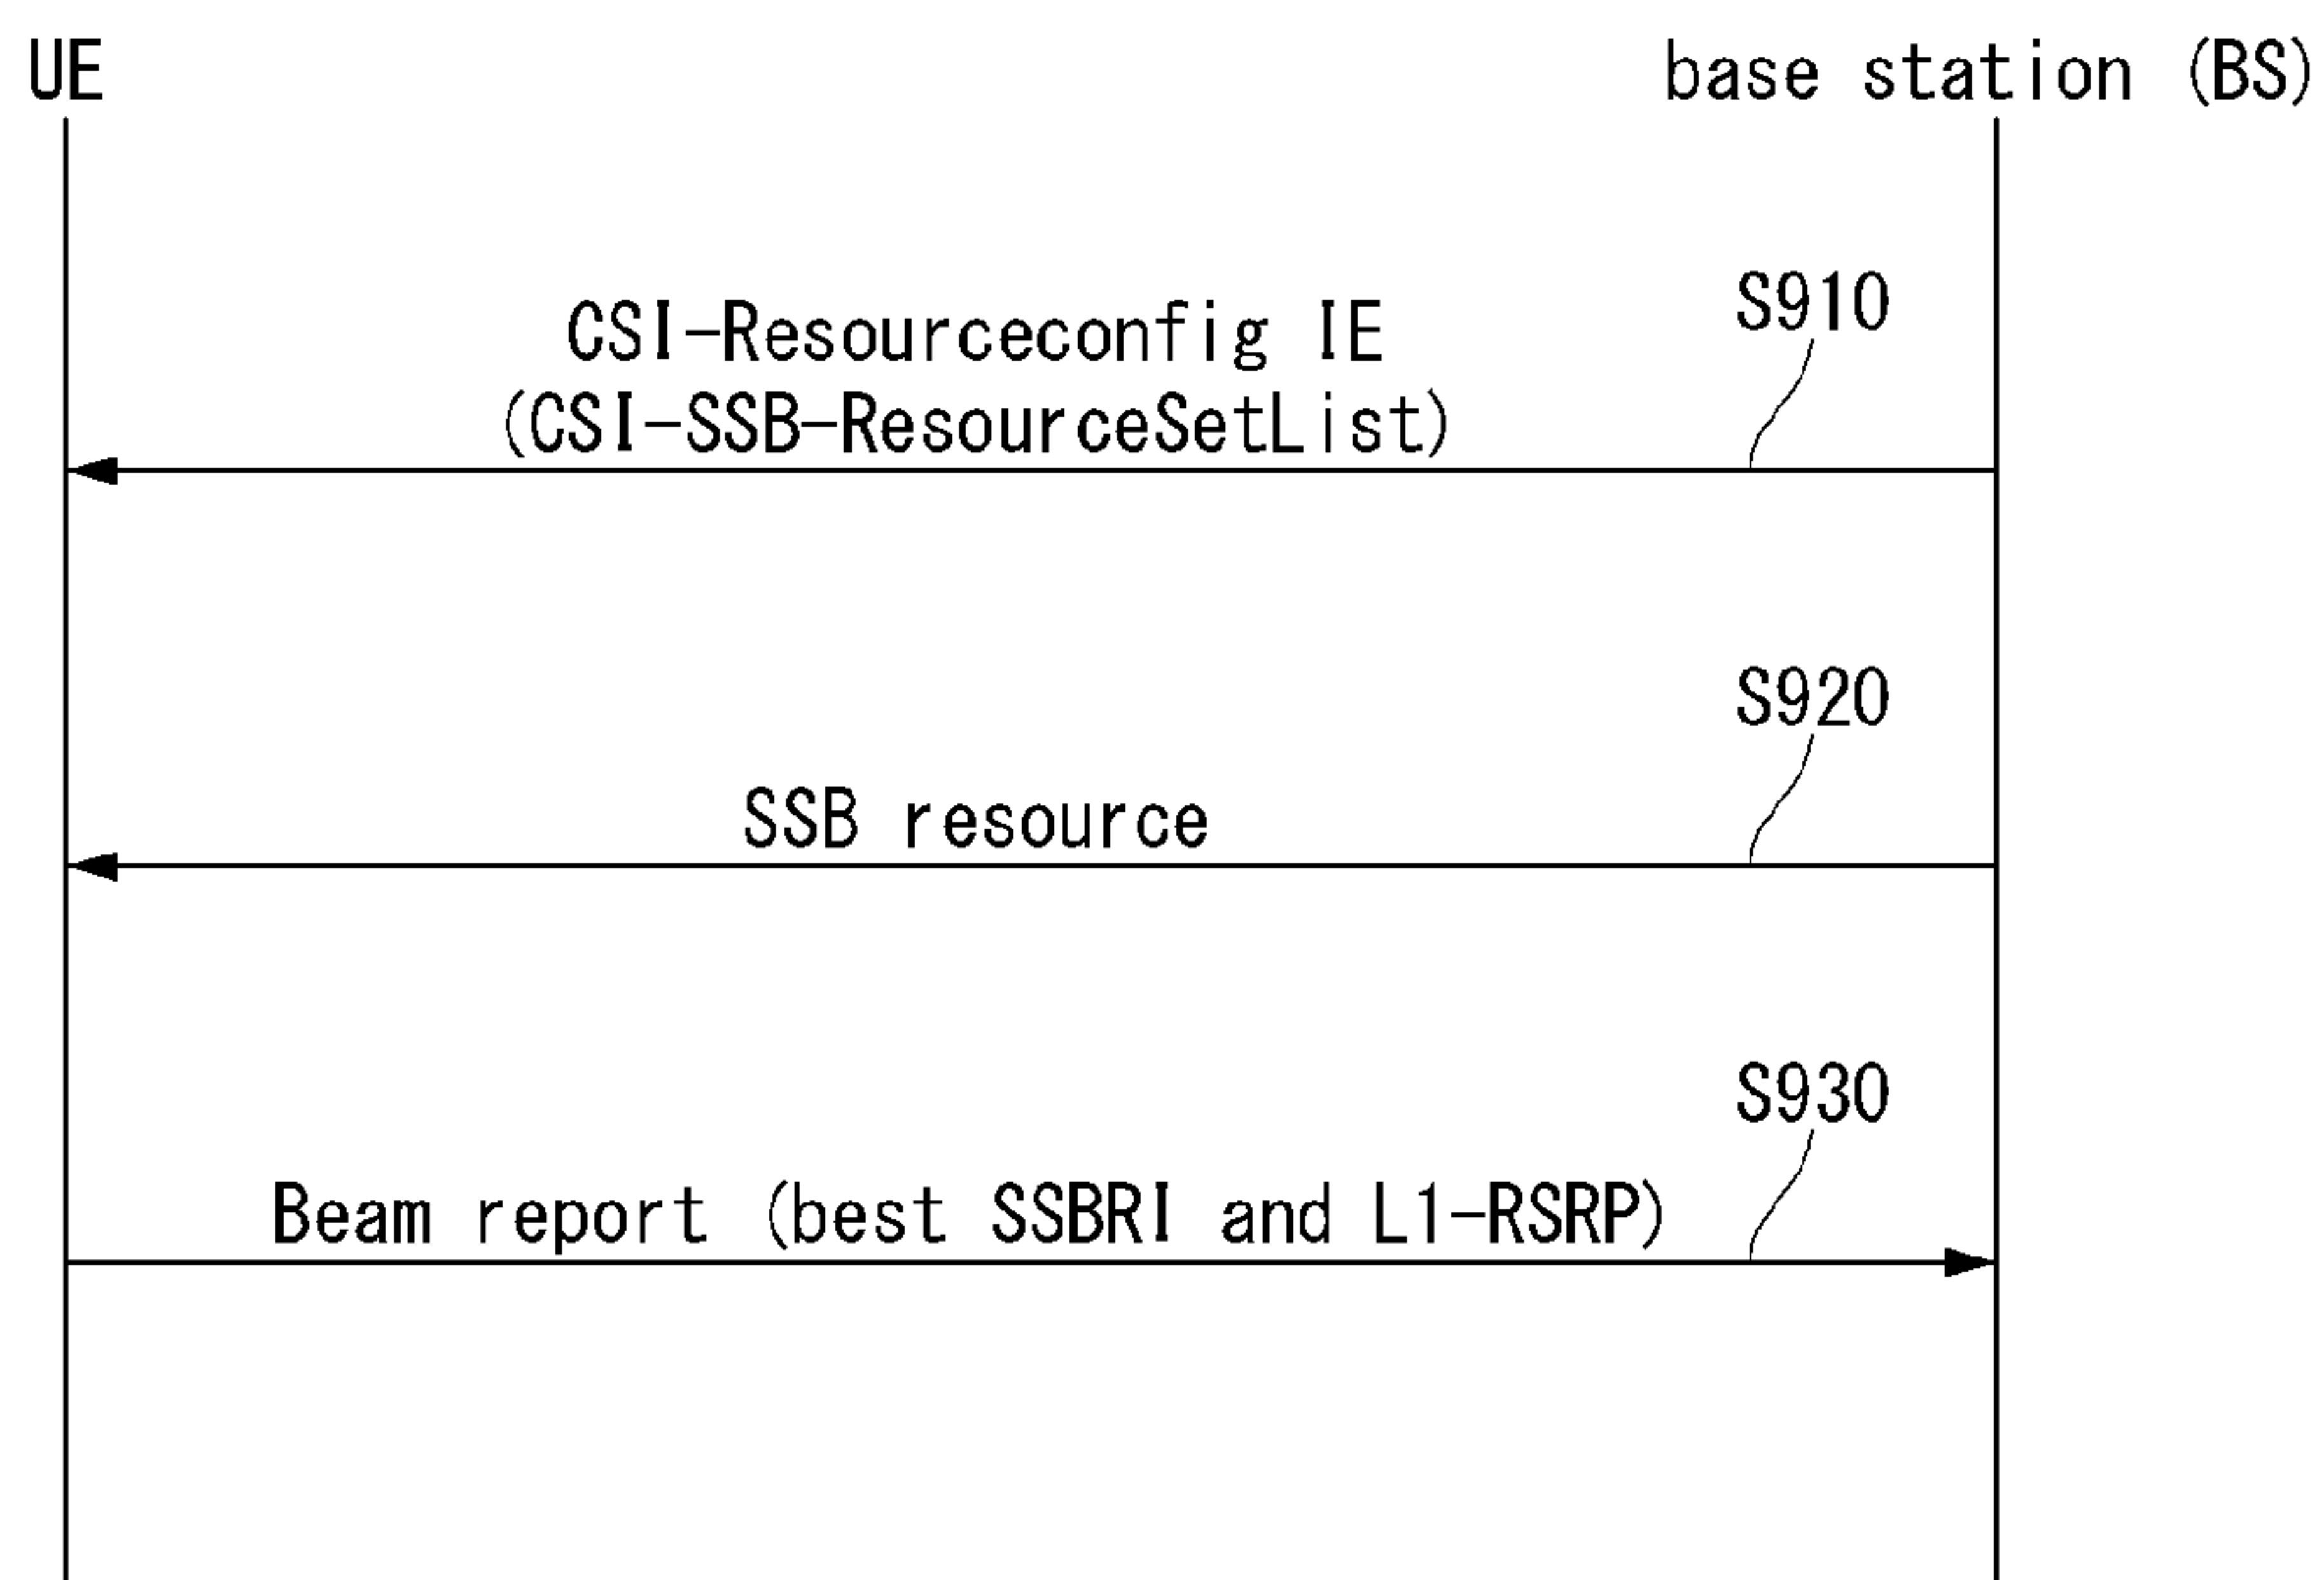 UE
base station (BS)
S910
CSI-Resourceconfig IE
(CSI-SSB-ResourceSetList)
S920
SSB resource
S930
Beam report (best SSBRI and L1-RSRP)